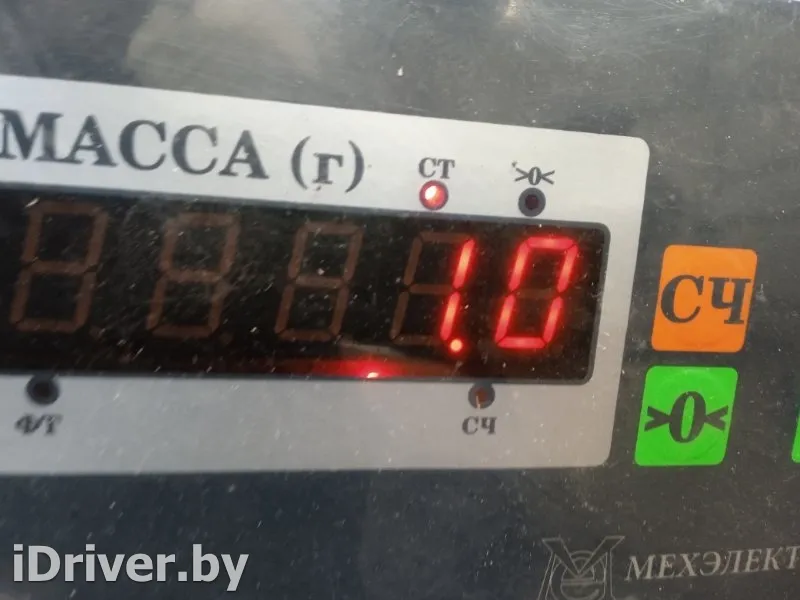 МАССА (г)
СТ
>0<
1.0
СЧ
Ф/Т
СЧ
>0<
iDriver.by
МЕХЭЛЕКТ